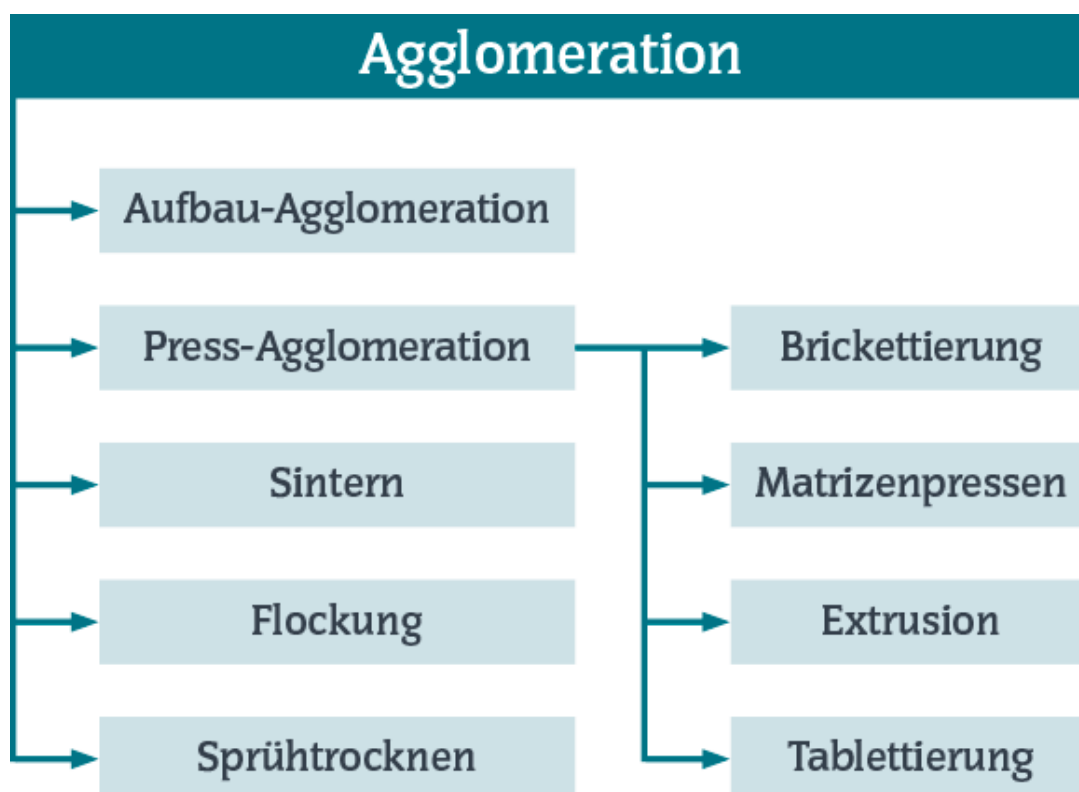 Agglomeration
Aufbau-Agglomeration
Press-Agglomeration
Brickettierung
Sintern
Matrizenpressen
Flockung
Extrusion
Sprühtrocknen
Tablettierung